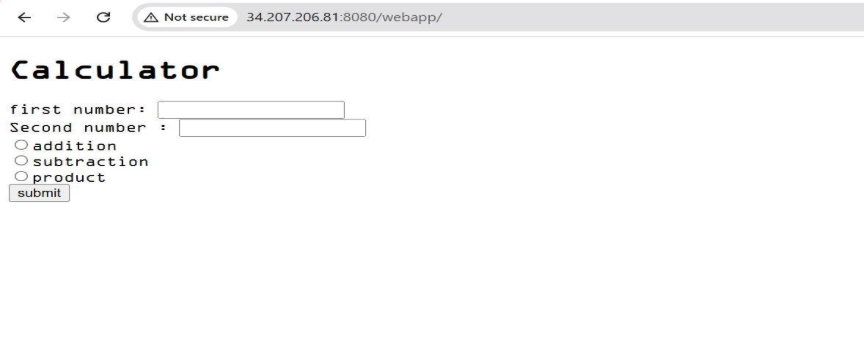 Not secure 34.207.206.81:8080/webapp/
Calculator
first number:
Second number :
addition
subtraction
product
submit